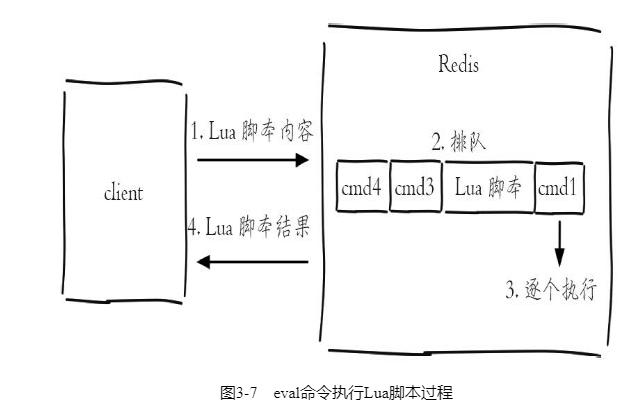 Redis
1. Lua 脚本内容
2. 排队
client
cmd4
cmd3
Lua 脚本
cmd1
4. Lua 脚本结果
3. 逐个执行
图3-7 eval命令执行Lua脚本过程